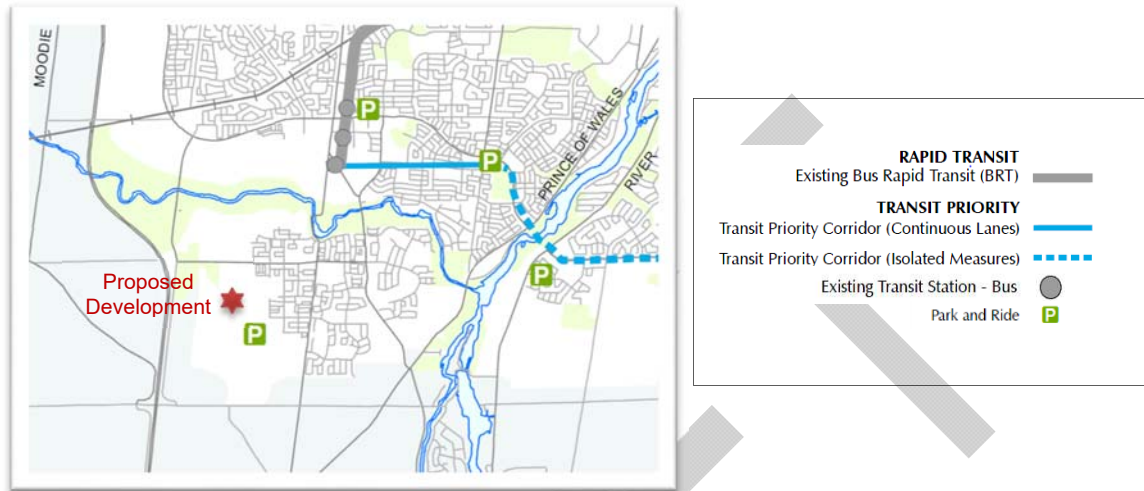 MOODIE
P
P
PRINCE OF WALES
RIVER
P
Proposed
Development
P
RAPID TRANSIT
Existing Bus Rapid Transit (BRT)
TRANSIT PRIORITY
Transit Priority Corridor (Continuous Lanes)
Transit Priority Corridor (Isolated Measures)
Existing Transit Station - Bus
Park and Ride P